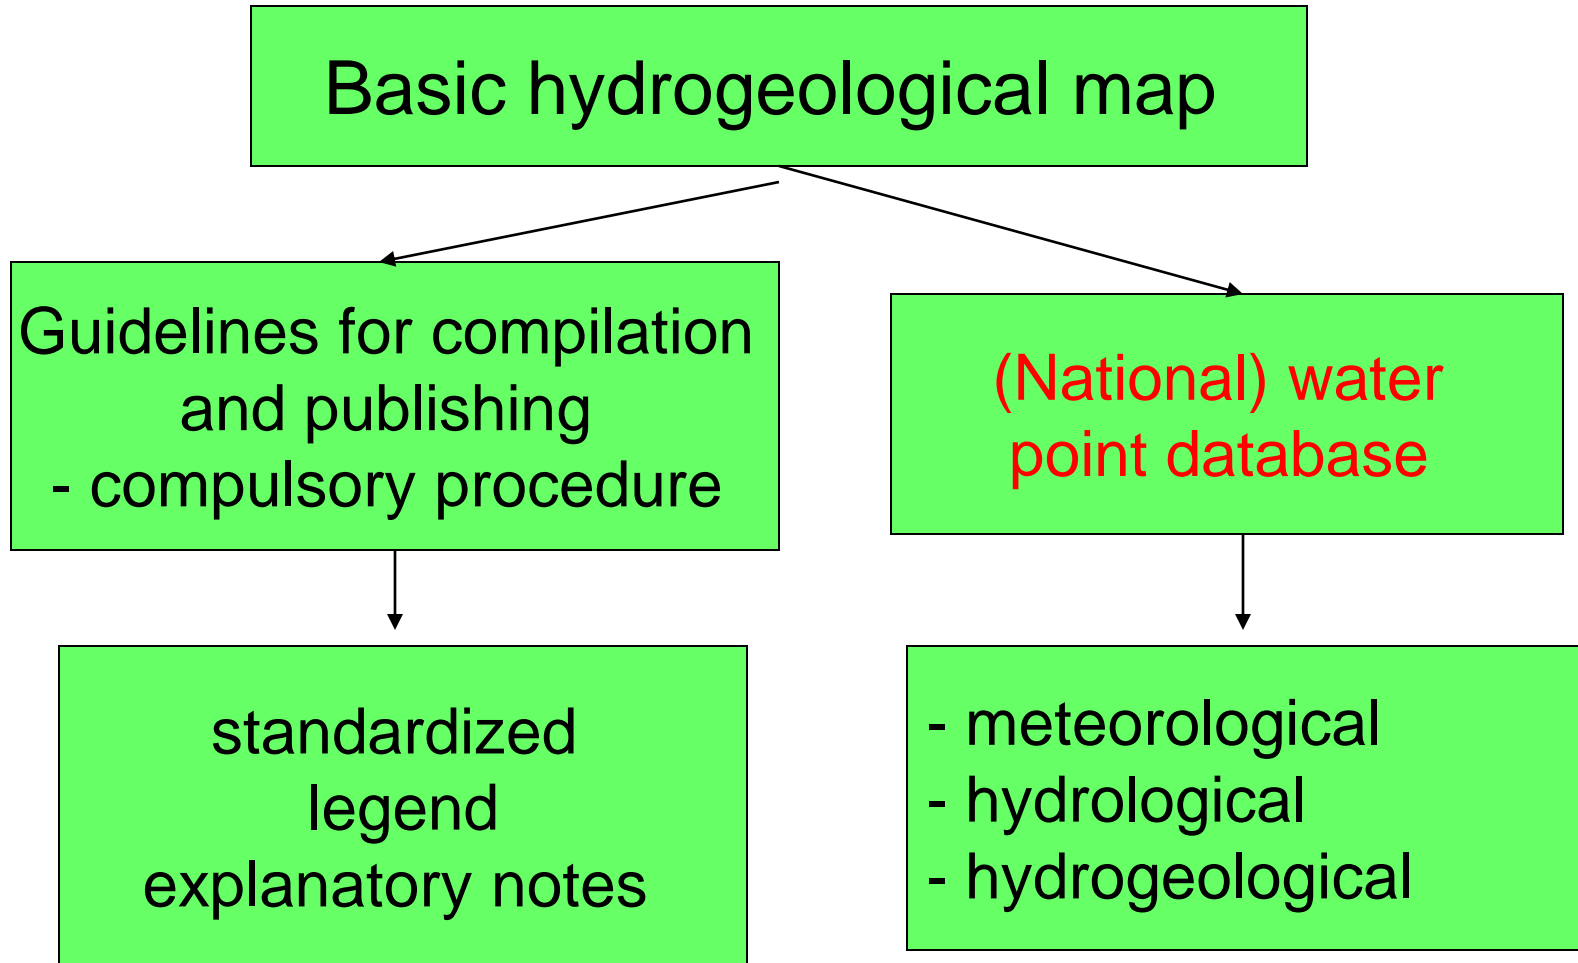 Basic hydrogeological map
Guidelines for compilation
and publishing
- compulsory procedure
(National) water
point database
standardized
legend
explanatory notes
- meteorological
- hydrological
- hydrogeological